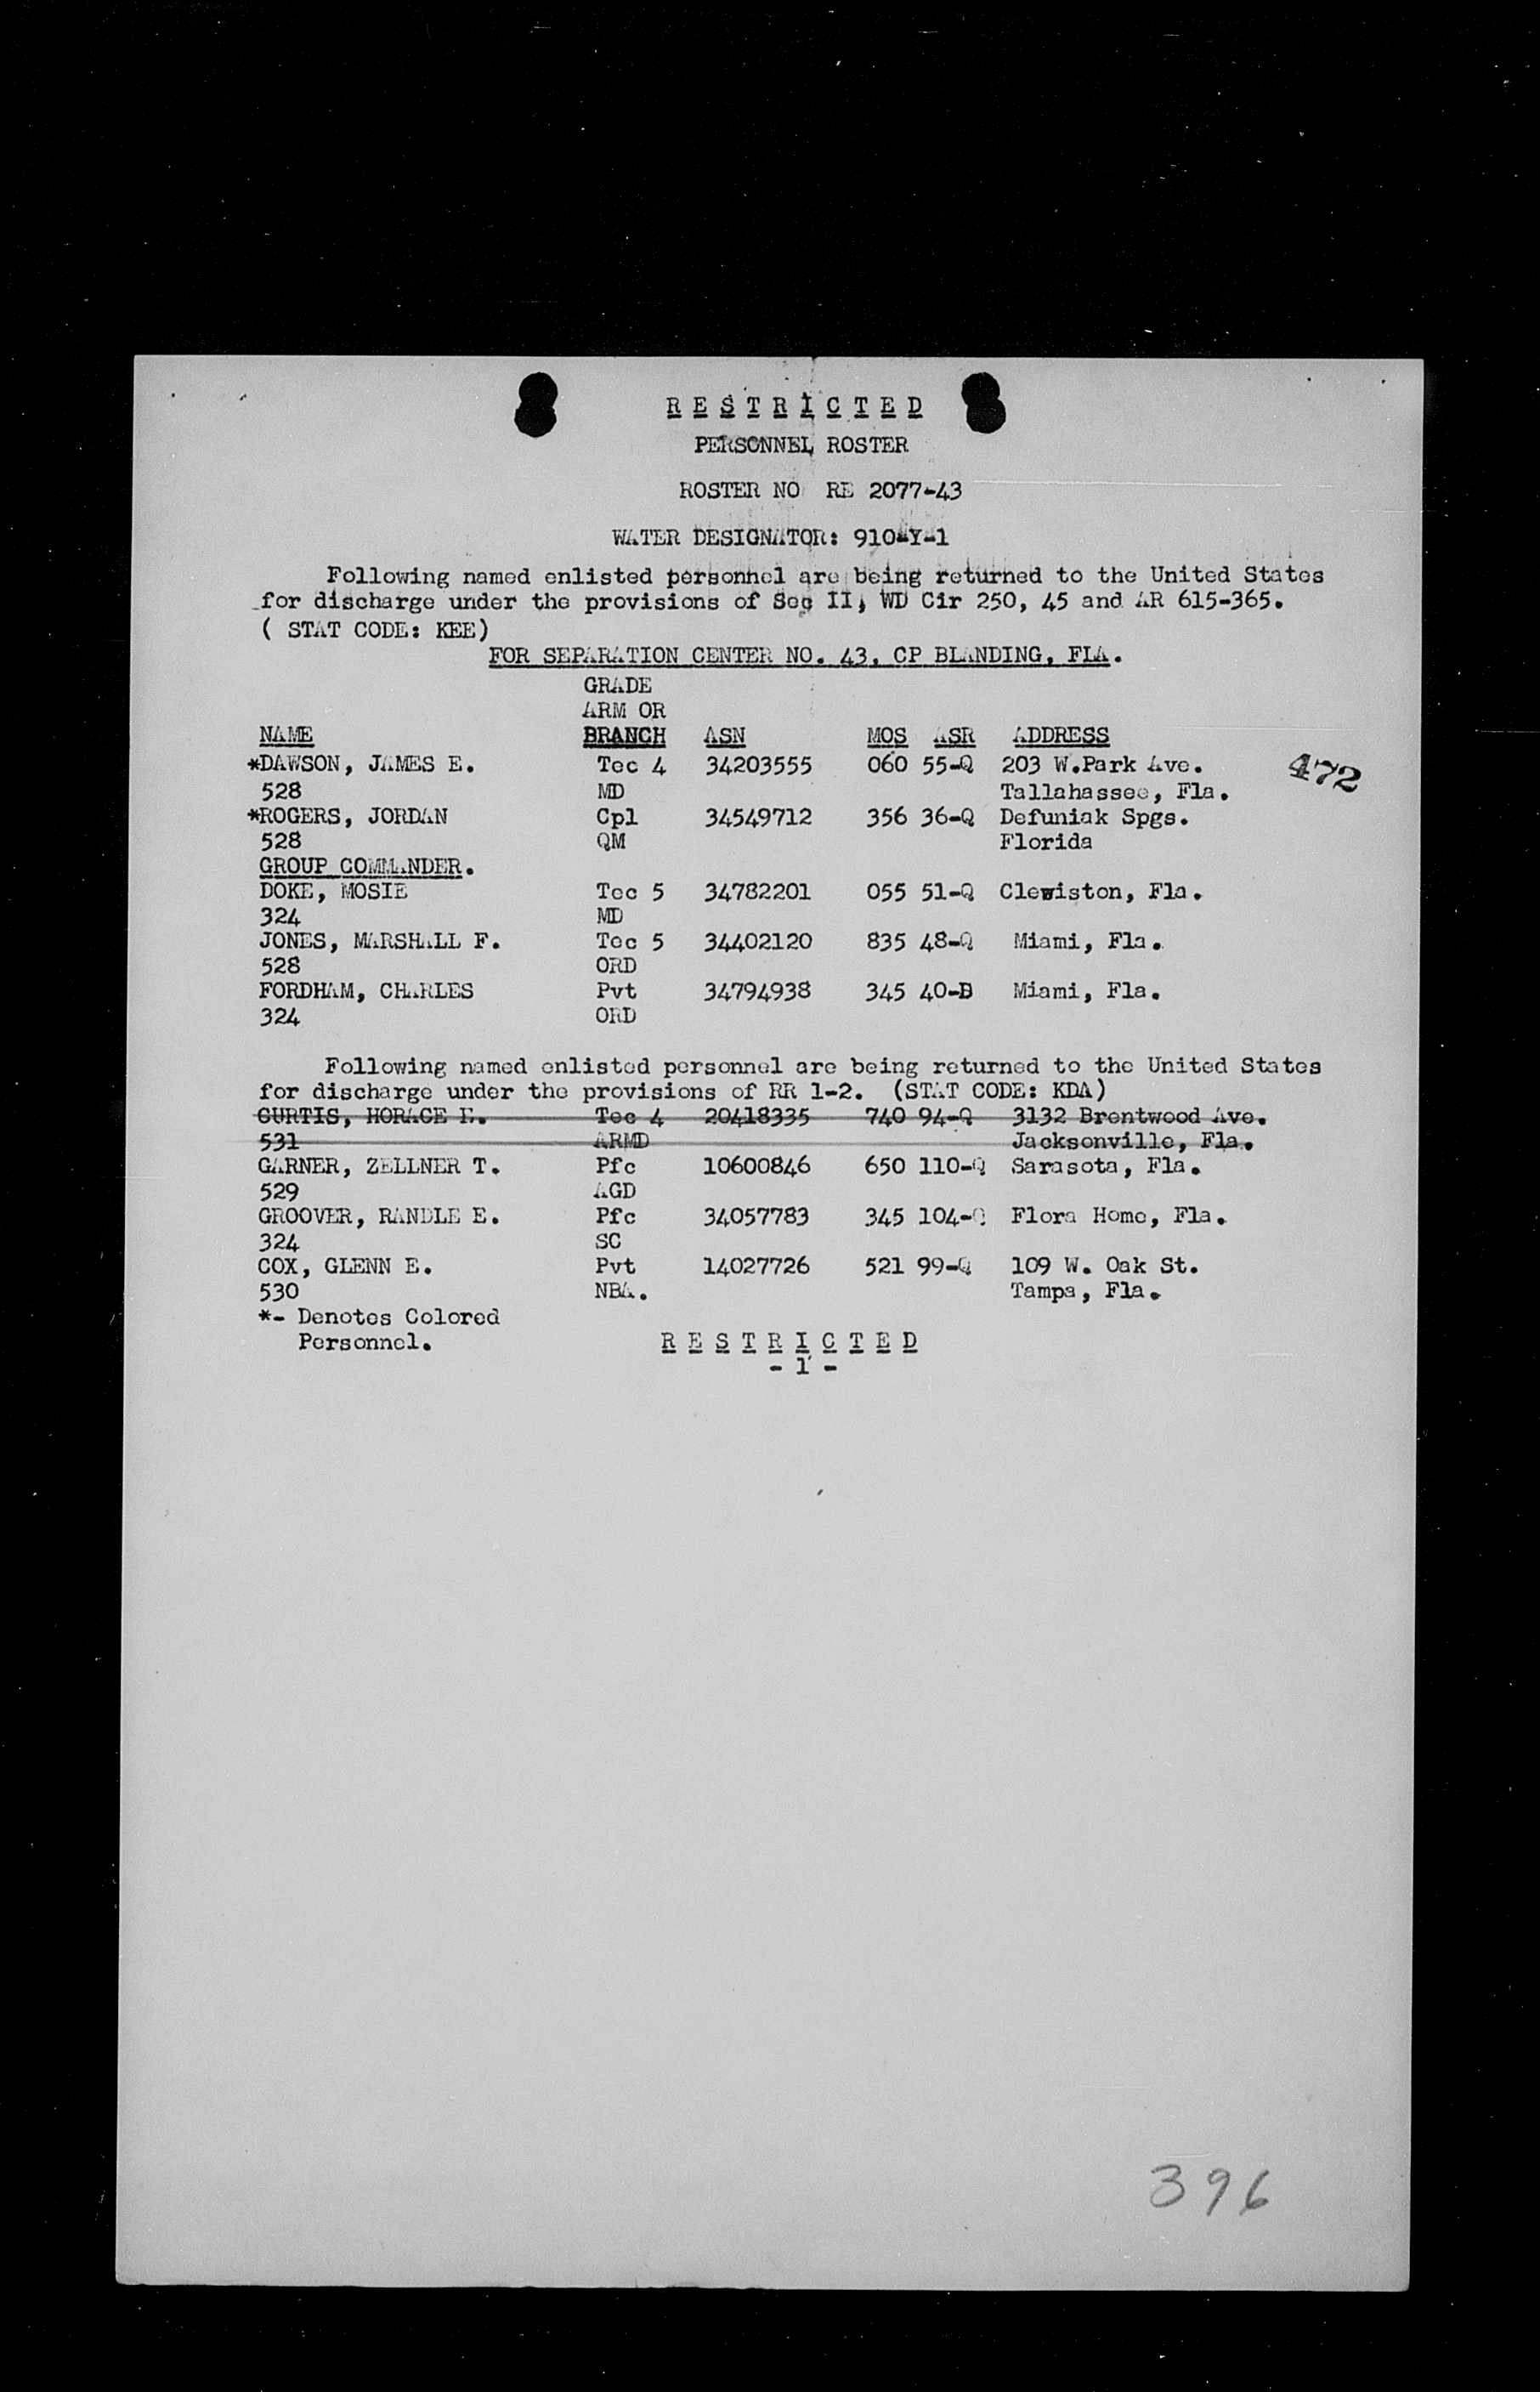 R E S T R I C T E D
PERSONNEL ROSTER
ROSTER NO RE 2077-43
WATER DESIGNATOR: 910-Y-1
Following named enlisted personnel are being returned to the United States
for discharge under the provisions of Sec II, WD Cir 250, 45 and AR 615-365.
( STAT CODE: KEE)
FOR SEPARATION CENTER NO. 43, CP BLANDING, FLA.
GRADE
ARM OR
NAME BRANCH ASN MOS ASR ADDRESS
*DAWSON, JAMES E. Tec 4 34203555 060 55-Q 203 W.Park Ave. 472
528 MD Tallahassee, Fla.
*ROGERS, JORDAN Cpl 34549712 356 36-Q Defuniak Spgs.
528 QM Florida
GROUP COMMANDER.
DOKE, MOSIE Tec 5 34782201 055 51-Q Clewiston, Fla.
324 MD
JONES, MARSHALL F. Tec 5 34402120 835 48-Q Miami, Fla.
528 ORD
FORDHAM, CHARLES Pvt 34794938 345 40-B Miami, Fla.
324 ORD
Following named enlisted personnel are being returned to the United States
for discharge under the provisions of RR 1-2. (STAT CODE: KDA)
CURTIS, HORACE E. Tec 4 20418335 740 94-Q 3132 Brentwood Ave.
531 ARMD Jacksonville, Fla.
GARNER, ZELLNER T. Pfc 10600846 650 110-Q Sarasota, Fla.
529 AGD
GROOVER, RANDLE E. Pfc 34057783 345 104-Q Flora Home, Fla.
324 SC
COX, GLENN E. Pvt 14027726 521 99-Q 109 W. Oak St.
530 NBA. Tampa, Fla.
*- Denotes Colored
Personnel. R E S T R I C T E D
- 1 -
396